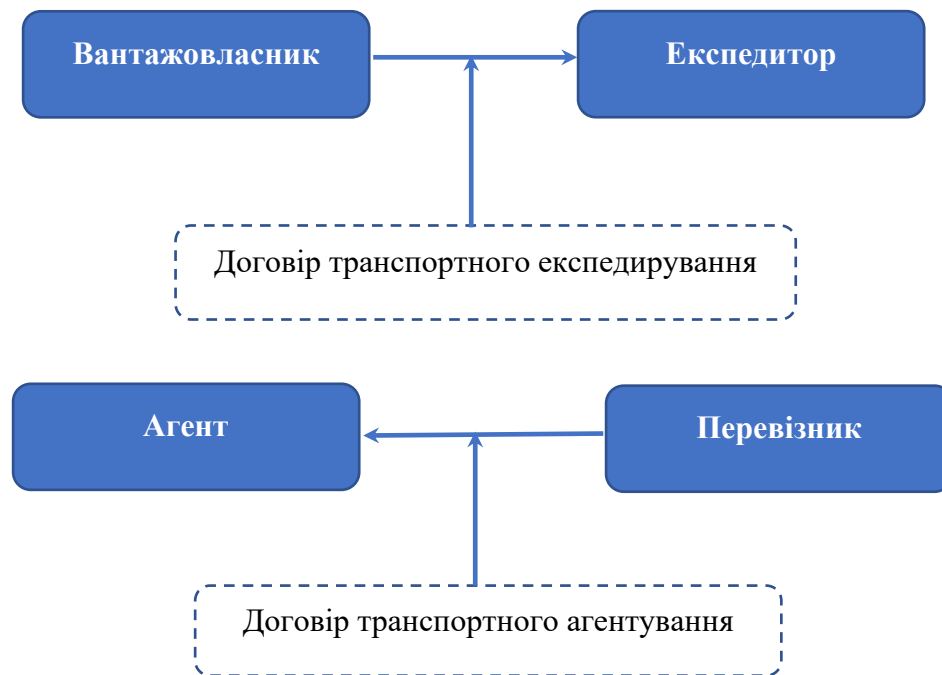 Вантажовласник
Експедитор
Договір транспортного експедирування
Агент
Перевізник
Договір транспортного агентування